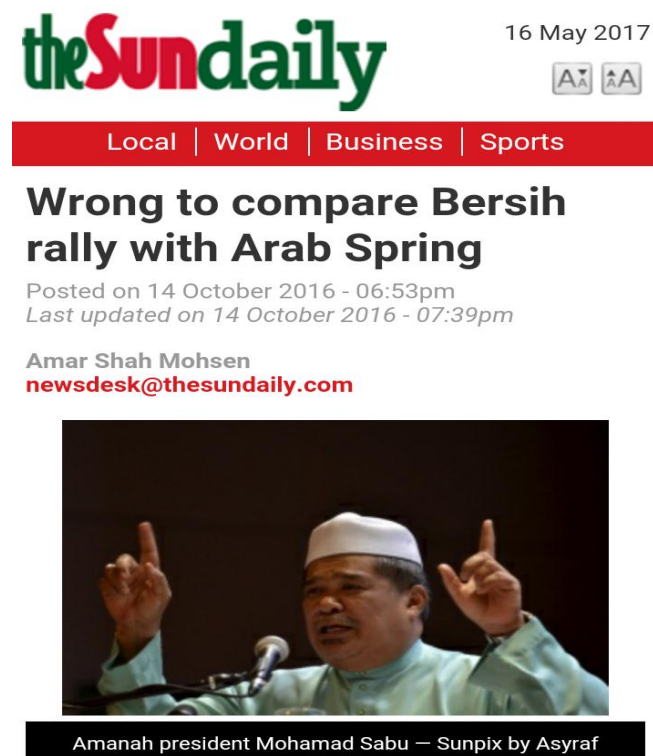 theSundaily
16 May 2017
AA AA
Local | World | Business | Sports
Wrong to compare Bersih
rally with Arab Spring
Posted on 14 October 2016 - 06:53pm
Last updated on 14 October 2016 - 07:39pm
Amar Shah Mohsen
newsdesk@thesundaily.com
Amanah president Mohamad Sabu — Sunpix by Asyraf